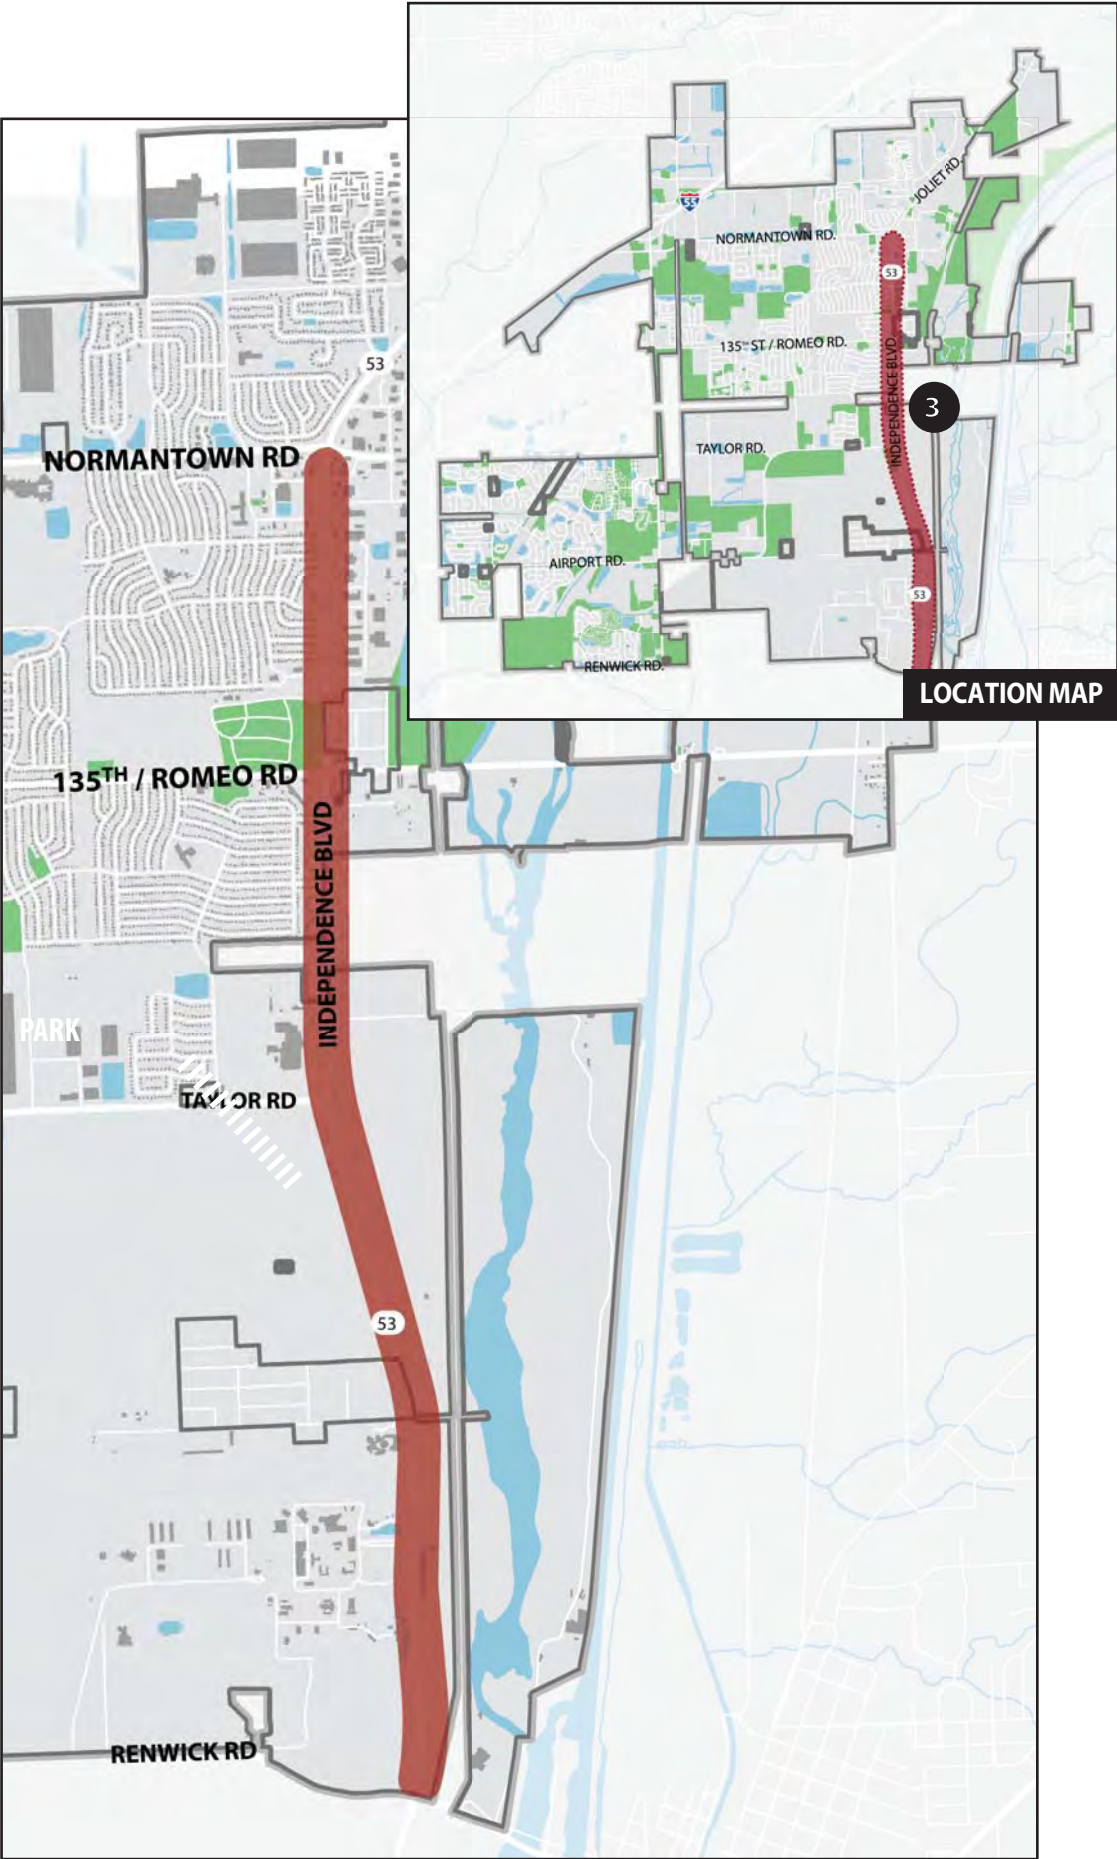 55
JOLIET RD.
NORMANTOWN RD.
53
135TH ST / ROMEO RD.
INDEPENDENCE BLVD.
3
TAYLOR RD.
AIRPORT RD.
53
RENWICK RD.
LOCATION MAP
53
NORMANTOWN RD
135TH / ROMEO RD
INDEPENDENCE BLVD
PARK
TAYLOR RD
53
RENWICK RD